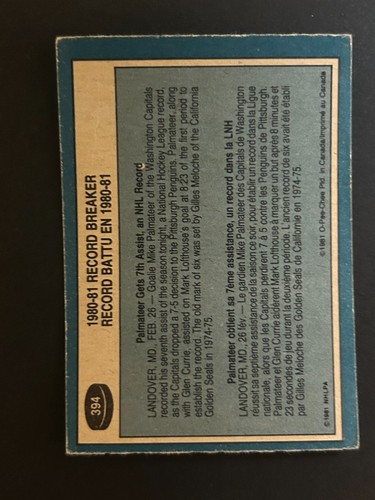 394
1980-81 RECORD BREAKER
RECORD BATTU EN 1980-81
Palmateer Gets 7th Assist, an NHL Record
LANDOVER, MD., FEB. 26 — Goalie Mike Palmateer of the Washington Capitals
recorded his seventh assist of the season tonight, a National Hockey League record,
as the Capitals dropped a 7-5 decision to the Pittsburgh Penguins. Palmateer, along
with Glen Currie, assisted on Mark Lofthouse's goal at 8:23 of the first period to
establish the record. The old mark of six was set by Gilles Meloche of the California
Golden Seals in 1974-75.
Palmateer obtient sa 7ème assistance, un record dans la LNH
LANDOVER, MD., 26 fév. — Le gardien Mike Palmateer des Capitals de Washington
réussit sa septième assistance de la saison ce soir, pour établir un record dans la Ligue
nationale, alors que les Capitals perdirent 7 à 5 contre les Penguins de Pittsburgh.
Palmateer et Glen Currie aidèrent Mark Lofthouse à marquer un but après 8 minutes et
23 secondes de jeu durant la deuxième période. L'ancien record de six avait été établi
par Gilles Meloche des Golden Seals de Californie en 1974-75.
©1981 NHLPA
©1981 O-Pee-Chee Ptd. in Canada/Imprimé au Canada